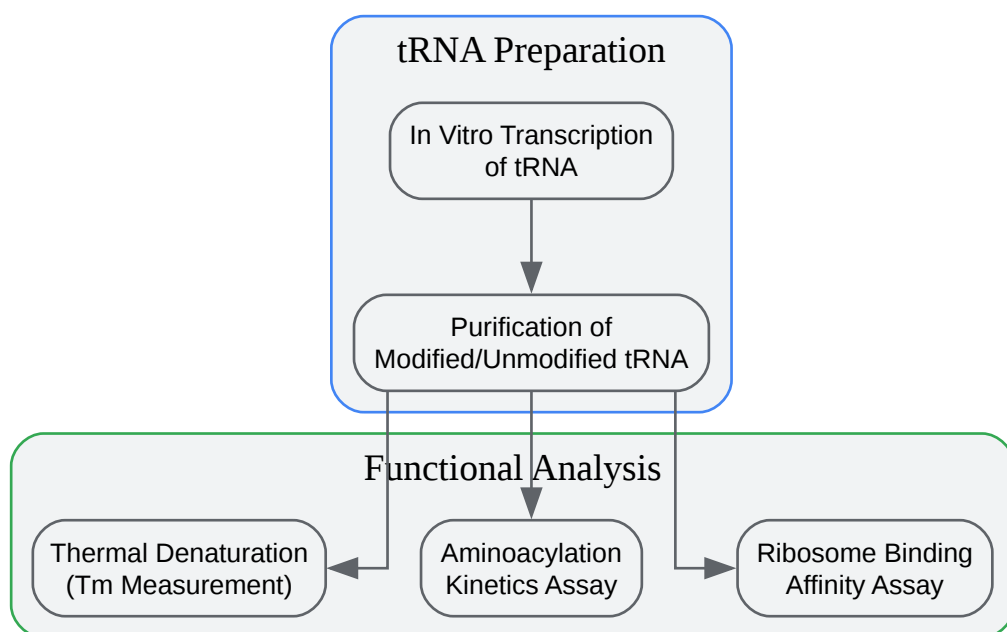 tRNA Preparation
In Vitro Transcription
of tRNA
Purification of
Modified/Unmodified tRNA
Functional Analysis
Thermal Denaturation
(Tm Measurement)
Aminoacylation
Kinetics Assay
Ribosome Binding
Affinity Assay